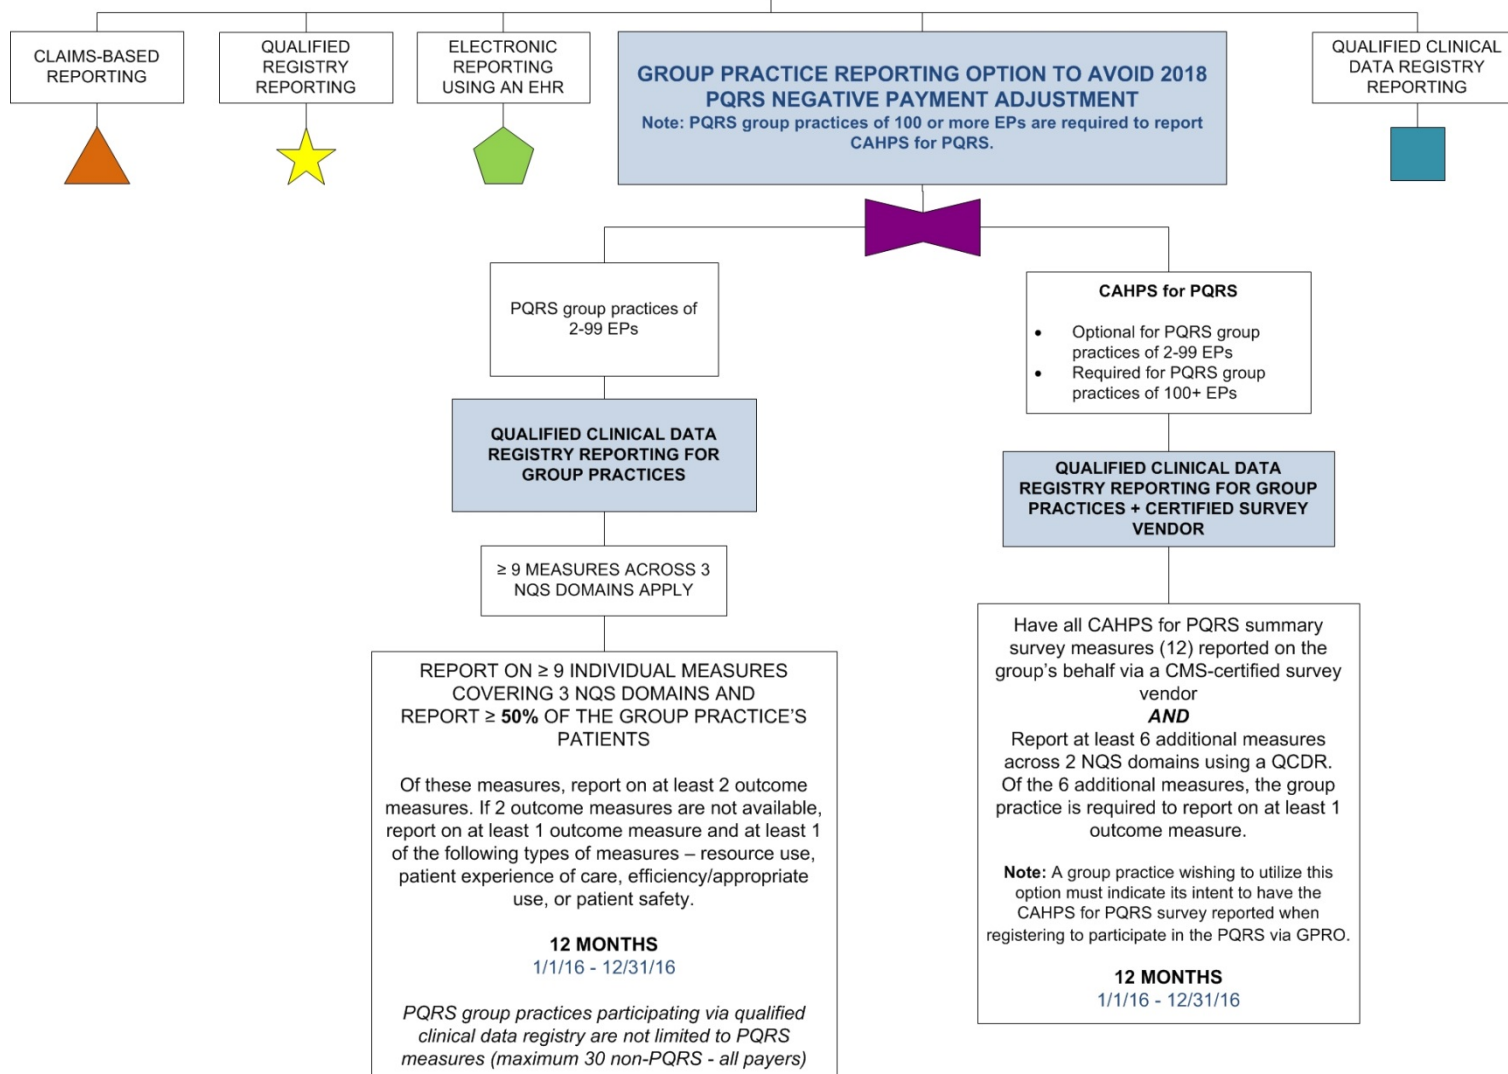 CLAIMS-BASED
REPORTING
QUALIFIED
REGISTRY
REPORTING
ELECTRONIC
REPORTING
USING AN EHR
GROUP PRACTICE REPORTING OPTION TO AVOID 2018
PQRS NEGATIVE PAYMENT ADJUSTMENT
Note: PQRS group practices of 100 or more EPs are required to report
CAHPS for PQRS.
QUALIFIED CLINICAL
DATA REGISTRY
REPORTING
PQRS group practices of
2-99 EPs
QUALIFIED CLINICAL DATA
REGISTRY REPORTING FOR
GROUP PRACTICES
≥ 9 MEASURES ACROSS 3
NQS DOMAINS APPLY
REPORT ON ≥ 9 INDIVIDUAL MEASURES
COVERING 3 NQS DOMAINS AND
REPORT ≥ 50% OF THE GROUP PRACTICE'S
PATIENTS
Of these measures, report on at least 2 outcome
measures. If 2 outcome measures are not available,
report on at least 1 outcome measure and at least 1
of the following types of measures – resource use,
patient experience of care, efficiency/appropriate
use, or patient safety.
12 MONTHS
1/1/16 - 12/31/16
PQRS group practices participating via qualified
clinical data registry are not limited to PQRS
measures (maximum 30 non-PQRS - all payers)
CAHPS for PQRS
• Optional for PQRS group
practices of 2-99 EPs
• Required for PQRS group
practices of 100+ EPs
QUALIFIED CLINICAL DATA
REGISTRY REPORTING FOR GROUP
PRACTICES + CERTIFIED SURVEY
VENDOR
Have all CAHPS for PQRS summary
survey measures (12) reported on the
group's behalf via a CMS-certified survey
vendor
AND
Report at least 6 additional measures
across 2 NQS domains using a QCDR.
Of the 6 additional measures, the group
practice is required to report on at least 1
outcome measure.
Note: A group practice wishing to utilize this
option must indicate its intent to have the
CAHPS for PQRS survey reported when
registering to participate in the PQRS via GPRO.
12 MONTHS
1/1/16 - 12/31/16